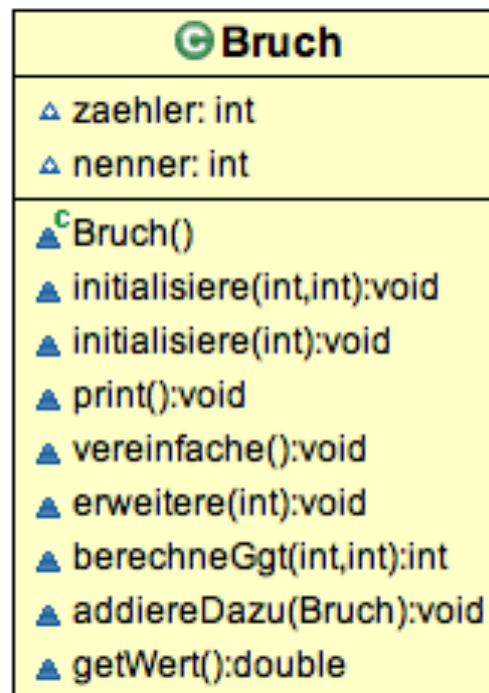 C Bruch
zaehler: int
nenner: int
c Bruch()
initialisiere(int,int):void
initialisiere(int):void
print():void
vereinfache():void
erweitere(int):void
berechneGgt(int,int):int
addiereDazu(Bruch):void
getWert():double